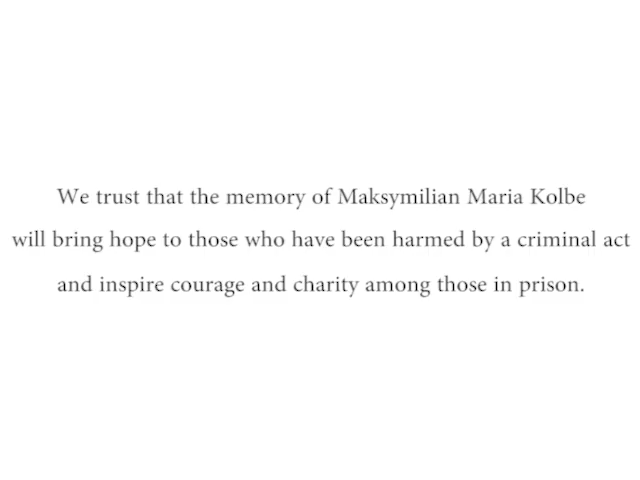 We trust that the memory of Maksymilian Maria Kolbe
will bring hope to those who have been harmed by a criminal act
and inspire courage and charity among those in prison.